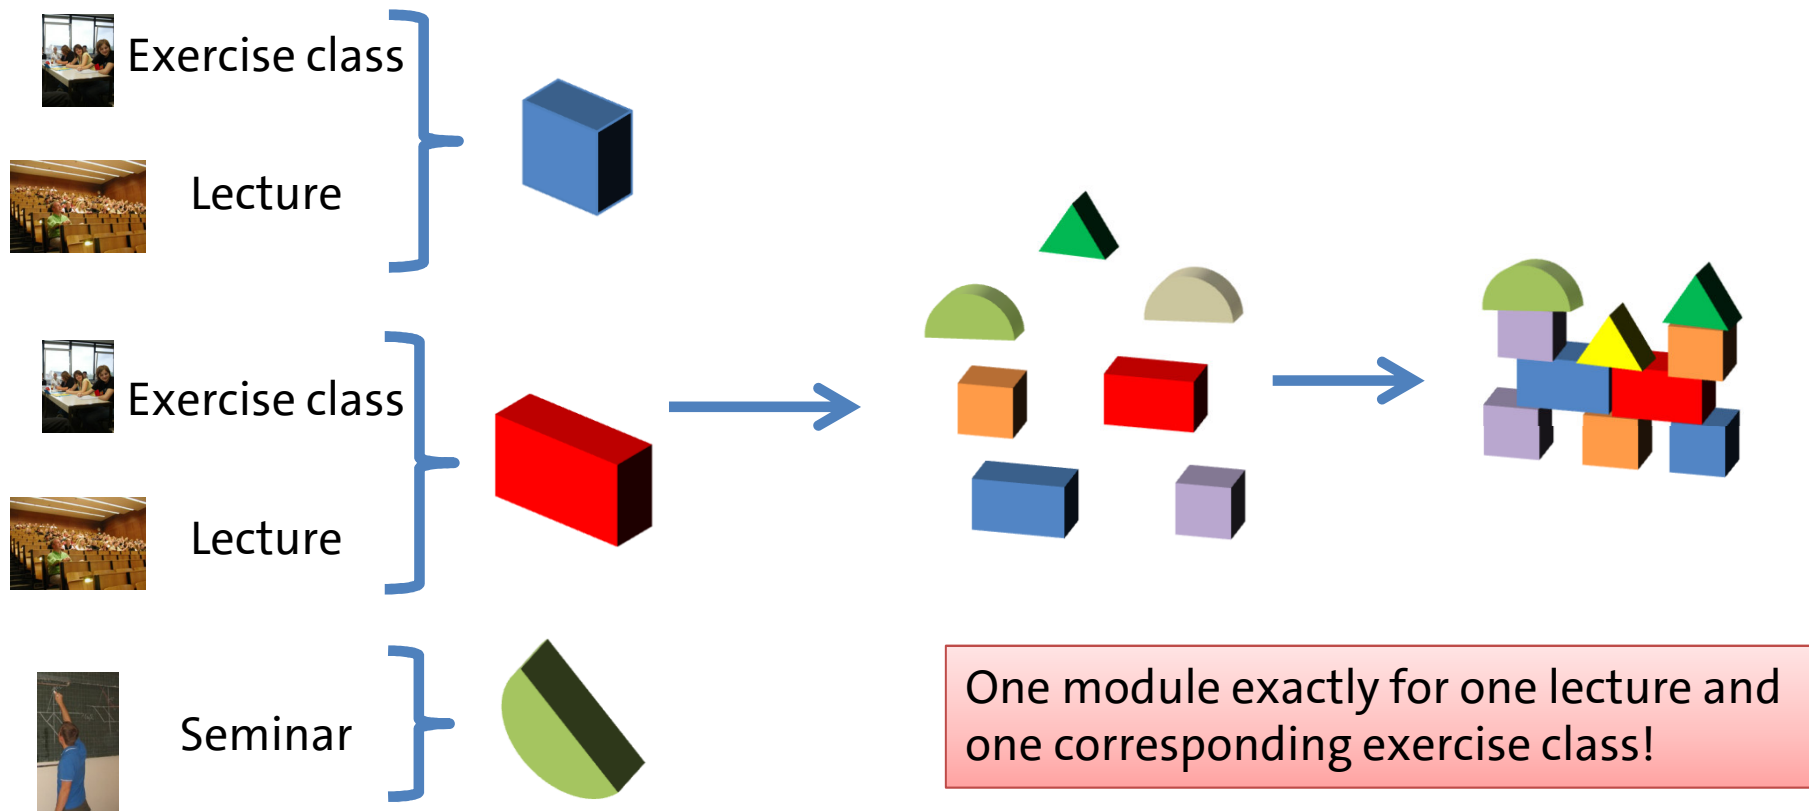 Exercise class
Lecture
Exercise class
Lecture
Seminar
One module exactly for one lecture and
one corresponding exercise class!